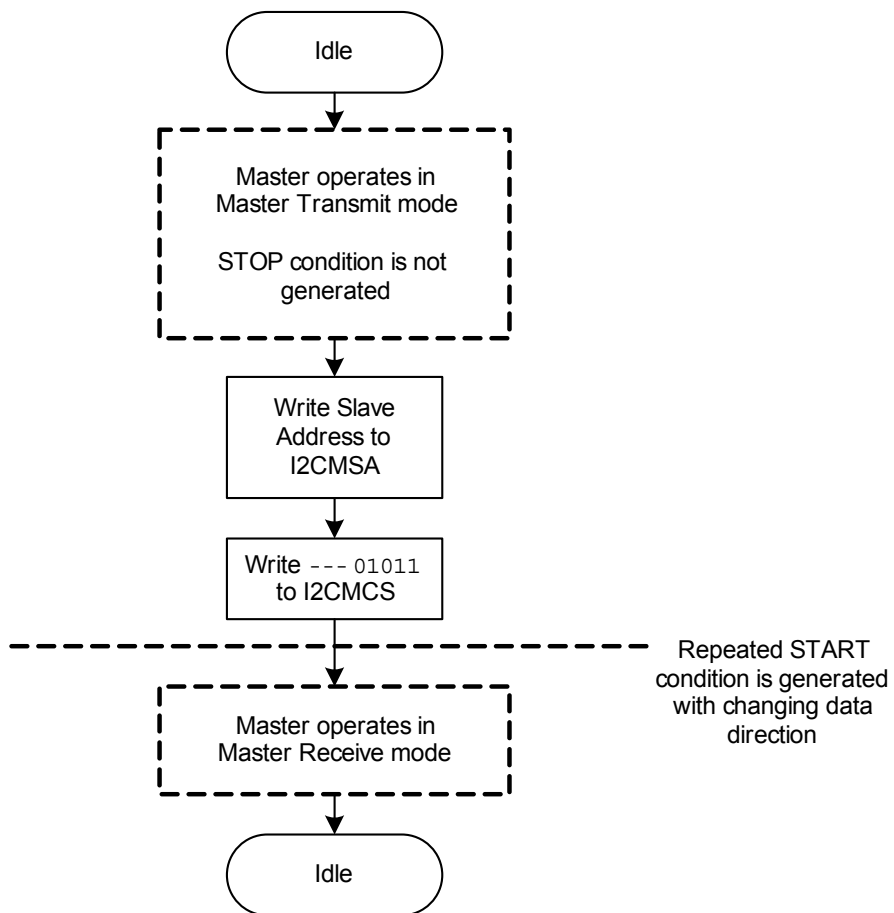 Idle
Master operates in
Master Transmit mode
STOP condition is not
generated
Write Slave
Address to
I2CMSA
Write --- 01011
to I2CMCS
Repeated START
condition is generated
with changing data
direction
Master operates in
Master Receive mode
Idle